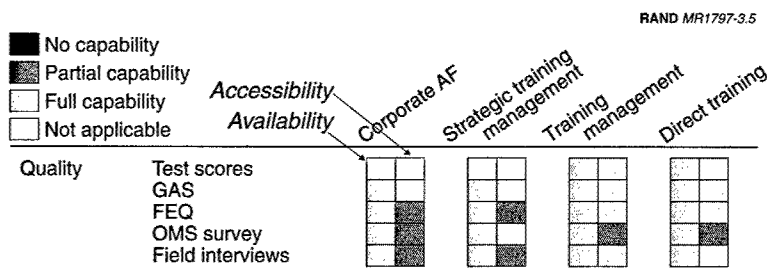 RAND MR1797-3.5
No capability
Partial capability
Full capability
Not applicable
Accessibility
Availability
Corporate AF
Strategic training
management
Training
management
Direct training
Quality
Test scores
GAS
FEQ
OMS survey
Field interviews